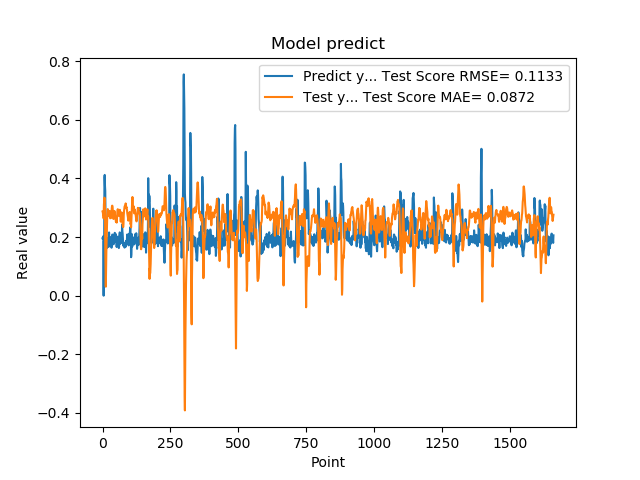 Model predict
Predict y... Test Score RMSE= 0.1133
Test y... Test Score MAE= 0.0872
0.8
0.6
0.4
0.2
0.0
−0.2
−0.4
Real value
0 250 500 750 1000 1250 1500
Point